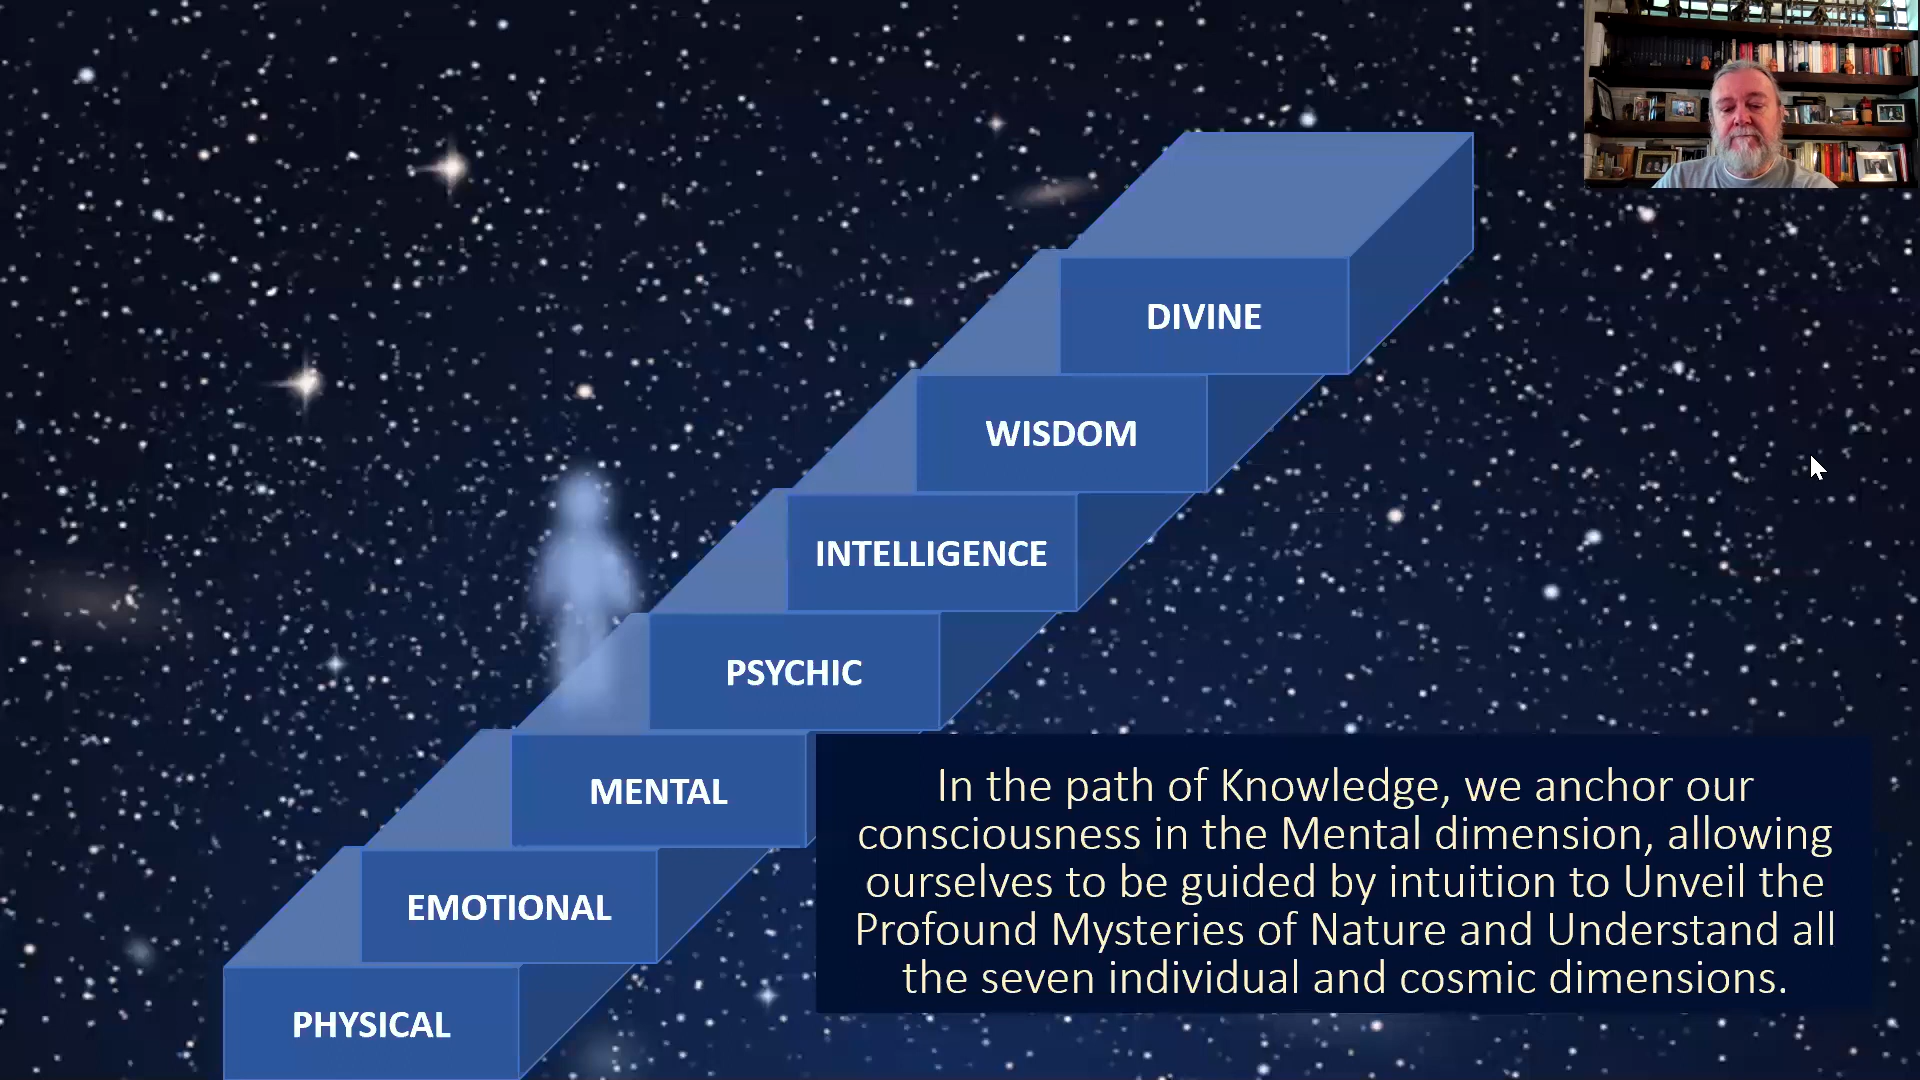 DIVINE
WISDOM
INTELLIGENCE
PSYCHIC
MENTAL
EMOTIONAL
PHYSICAL
In the path of Knowledge, we anchor our
consciousness in the Mental dimension, allowing
ourselves to be guided by intuition to Unveil the
Profound Mysteries of Nature and Understand all
the seven individual and cosmic dimensions.